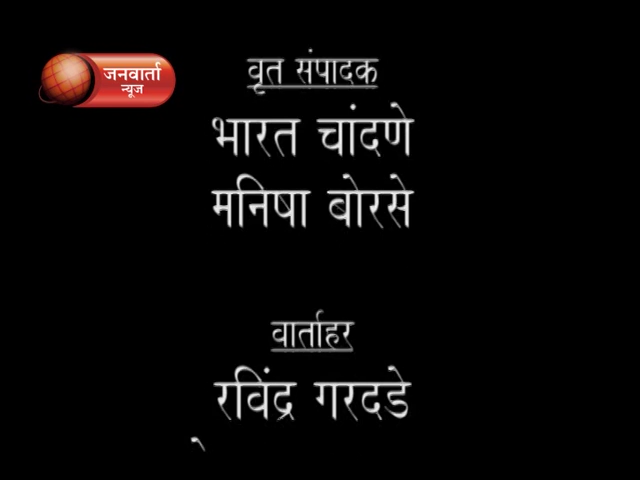 जनवार्ता
न्यूज
वृत संपादक
भारत चांदणे
मनिषा बोरसे
वार्ताहर
रविंद्र गरदडे